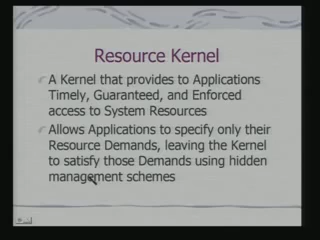 Resource Kernel
A Kernel that provides to Applications
Timely, Guaranteed, and Enforced
access to System Resources
Allows Applications to specify only their
Resource Demands, leaving the Kernel
to satisfy those Demands using hidden
management schemes